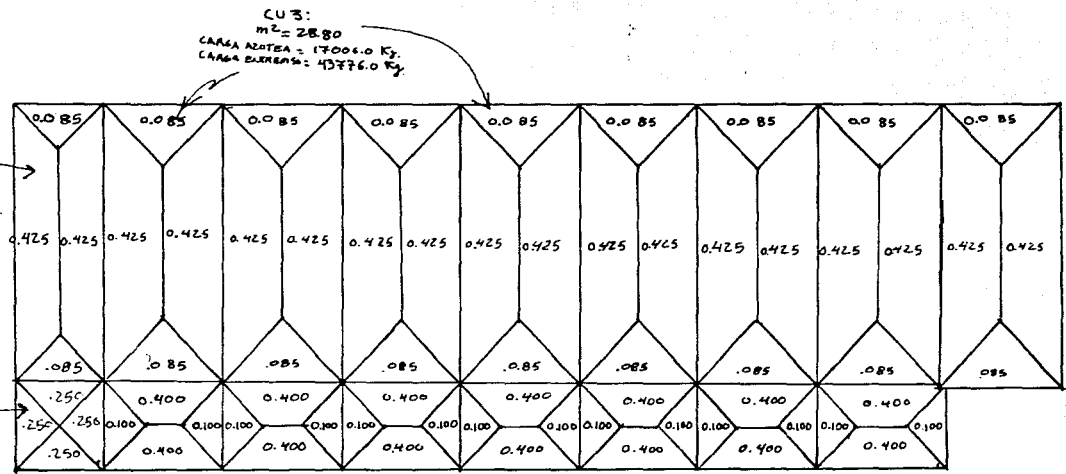 CU 3:
m² = 28.80
CARGA AZOTEA = 17006.0 Kg.
CARGA ENTREPISO = 43776.0 Kg.
0.085 0.085 0.085 0.085 0.085 0.085 0.085 0.085 0.085
0.425 0.425 0.425 0.425 0.425 0.425 0.425 0.425 0.425 0.425 0.425 0.425 0.425 0.425 0.425 0.425 0.425 0.425
.085 .085 .085 .085 .085 .085 .085 .085 .085
.250 0.400 0.400 0.400 0.400 0.400 0.400 0.400
.250 .250 0.100 0.100 0.100 0.100 0.100 0.100 0.100 0.100 0.100 0.100 0.100 0.100 0.100 0.100
.250 0.400 0.400 0.400 0.400 0.400 0.400 0.400